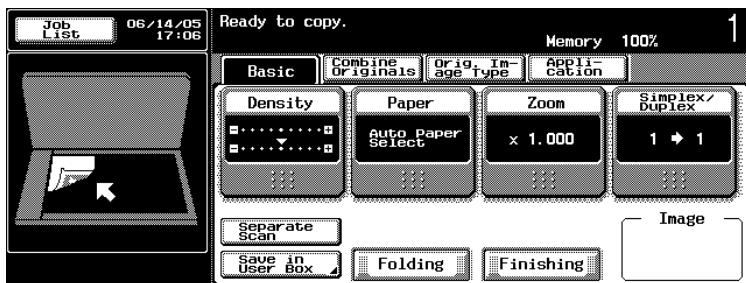 Job
List
06/14/05
17:06
Ready to copy.
Memory 100%
1
Basic
Combine
Originals
Orig. Im-
age Type
Appli-
cation
Density
Paper
Auto Paper
Select
Zoom
× 1.000
Simplex/
Duplex
1 ➔ 1
Separate
Scan
Save in
User Box
Folding
Finishing
Image